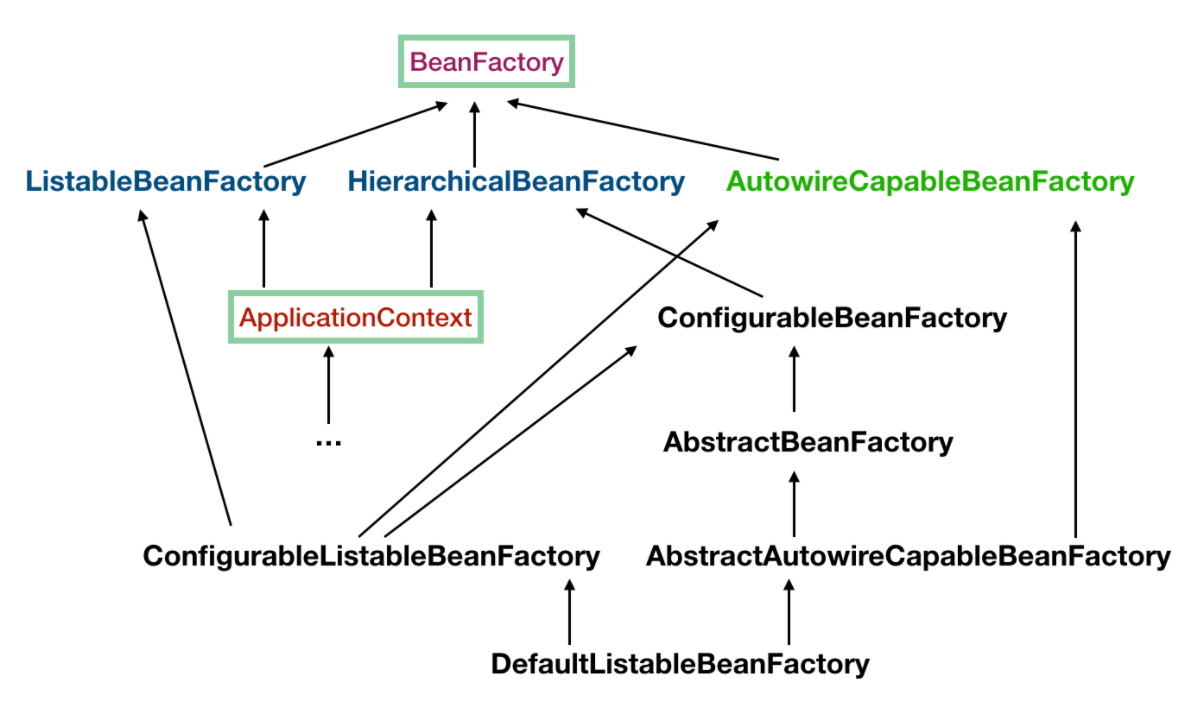 BeanFactory
ListableBeanFactory HierarchicalBeanFactory AutowireCapableBeanFactory
ApplicationContext ConfigurableBeanFactory
... AbstractBeanFactory
ConfigurableListableBeanFactory AbstractAutowireCapableBeanFactory
DefaultListableBeanFactory